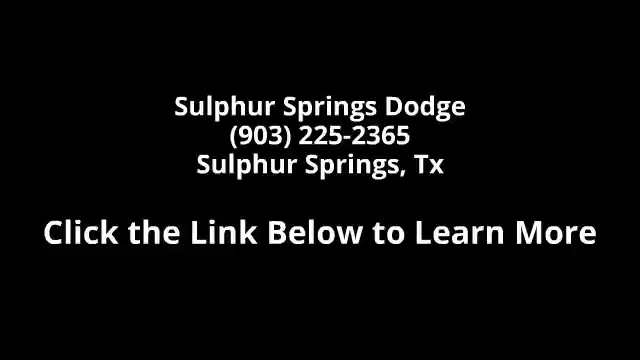 Sulphur Springs Dodge
(903) 225-2365
Sulphur Springs, Tx
Click the Link Below to Learn More